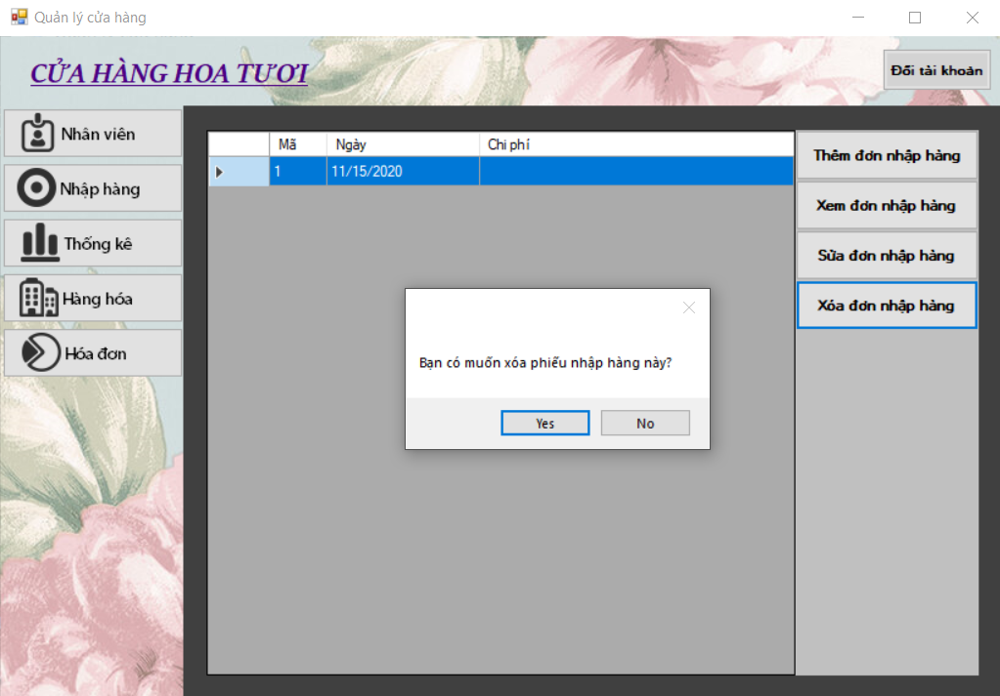 Quản lý cửa hàng
CỬA HÀNG HOA TƯƠI
Đổi tài khoản
Nhân viên
Nhập hàng
Thống kê
Hàng hóa
Hóa đơn
Mã Ngày Chi phí
1 11/15/2020
Thêm đơn nhập hàng
Xem đơn nhập hàng
Sửa đơn nhập hàng
Xóa đơn nhập hàng
Bạn có muốn xóa phiếu nhập hàng này?
Yes No